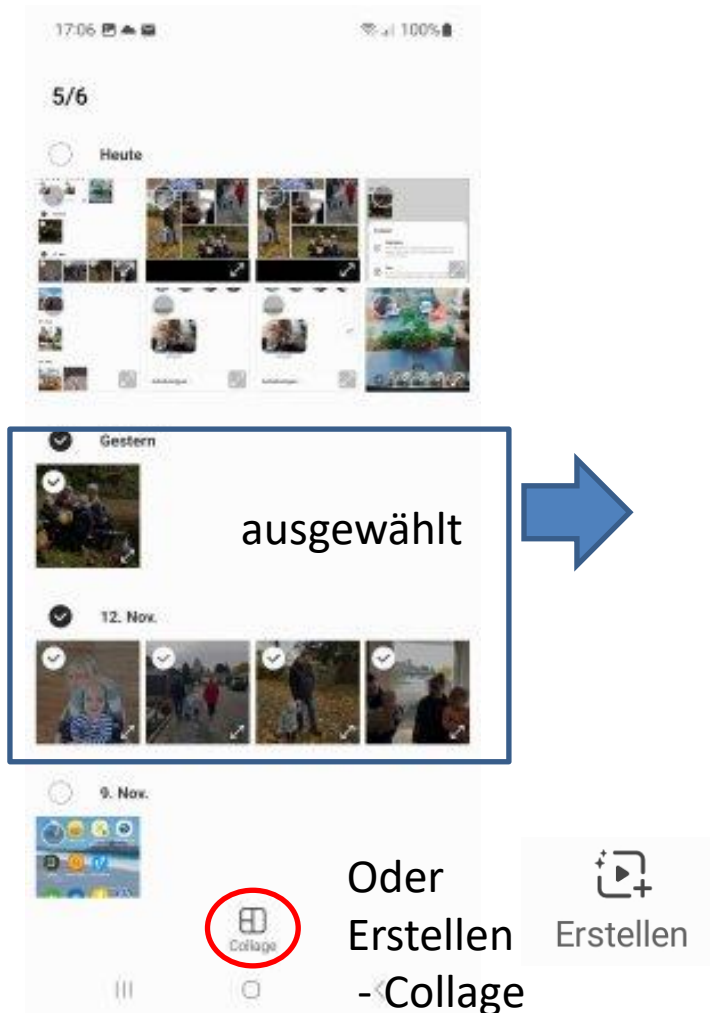 17:06 100%
5/6
Heute
Gestern
ausgewählt
12. Nov.
9. Nov.
Oder
Erstellen
- Collage
Collage
Erstellen